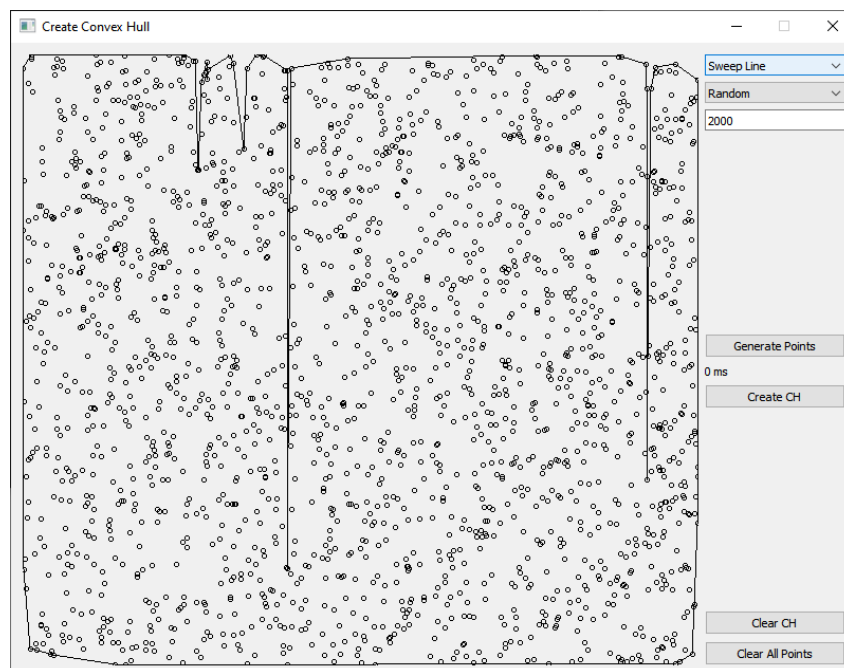 Create Convex Hull
Sweep Line
Random
2000
Generate Points
0 ms
Create CH
Clear CH
Clear All Points